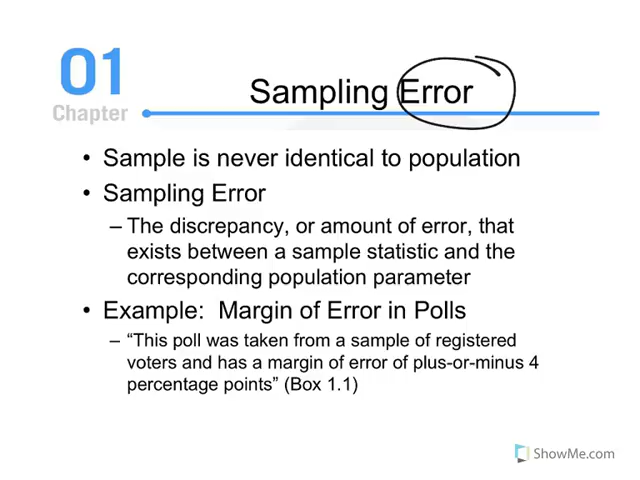 01
Chapter
Sampling Error
• Sample is never identical to population
• Sampling Error
– The discrepancy, or amount of error, that
exists between a sample statistic and the
corresponding population parameter
• Example: Margin of Error in Polls
– “This poll was taken from a sample of registered
voters and has a margin of error of plus-or-minus 4
percentage points” (Box 1.1)
ShowMe.com